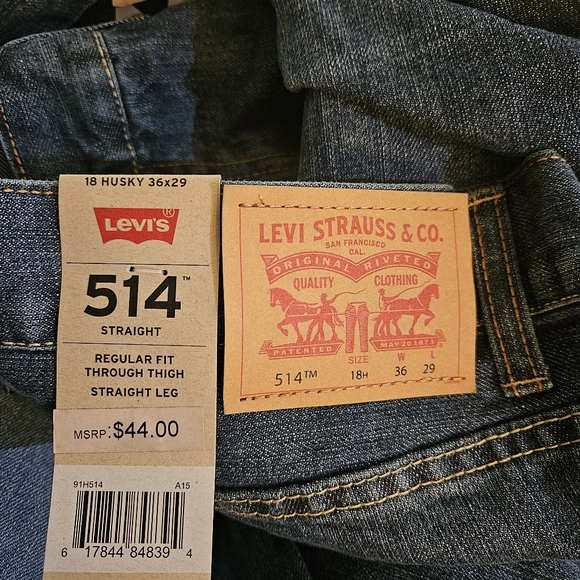 18 HUSKY 36x29
LEVI'S®
514™
STRAIGHT
REGULAR FIT
THROUGH THIGH
STRAIGHT LEG
MSRP:$44.00
91H514 A15
6 17844 84839 4
LEVI STRAUSS & CO.
SAN FRANCISCO
CAL.
ORIGINAL RIVETED
QUALITY CLOTHING
PATENTED MAY 20 1873
SIZE W L
514™ 18H 36 29